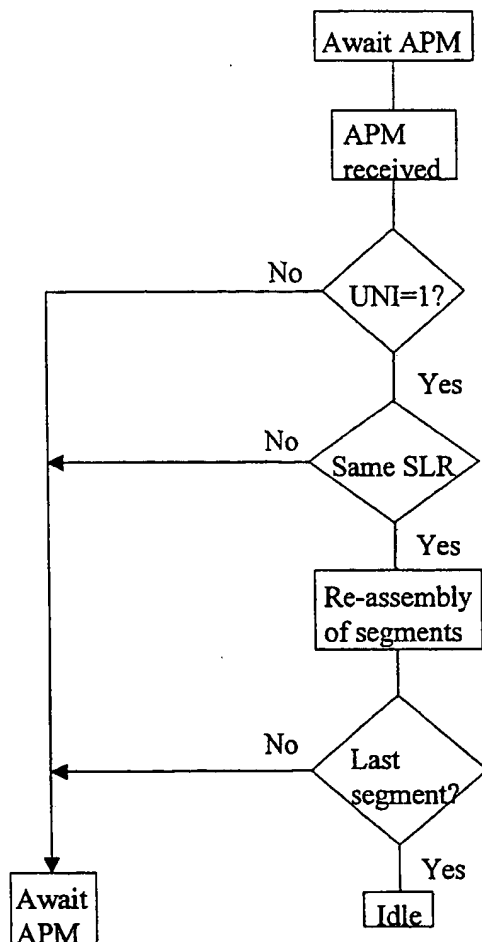 Await APM
APM
received
No
UNI=1?
Yes
No
Same SLR
Yes
Re-assembly
of segments
No
Last
segment?
Yes
Await
APM
Idle